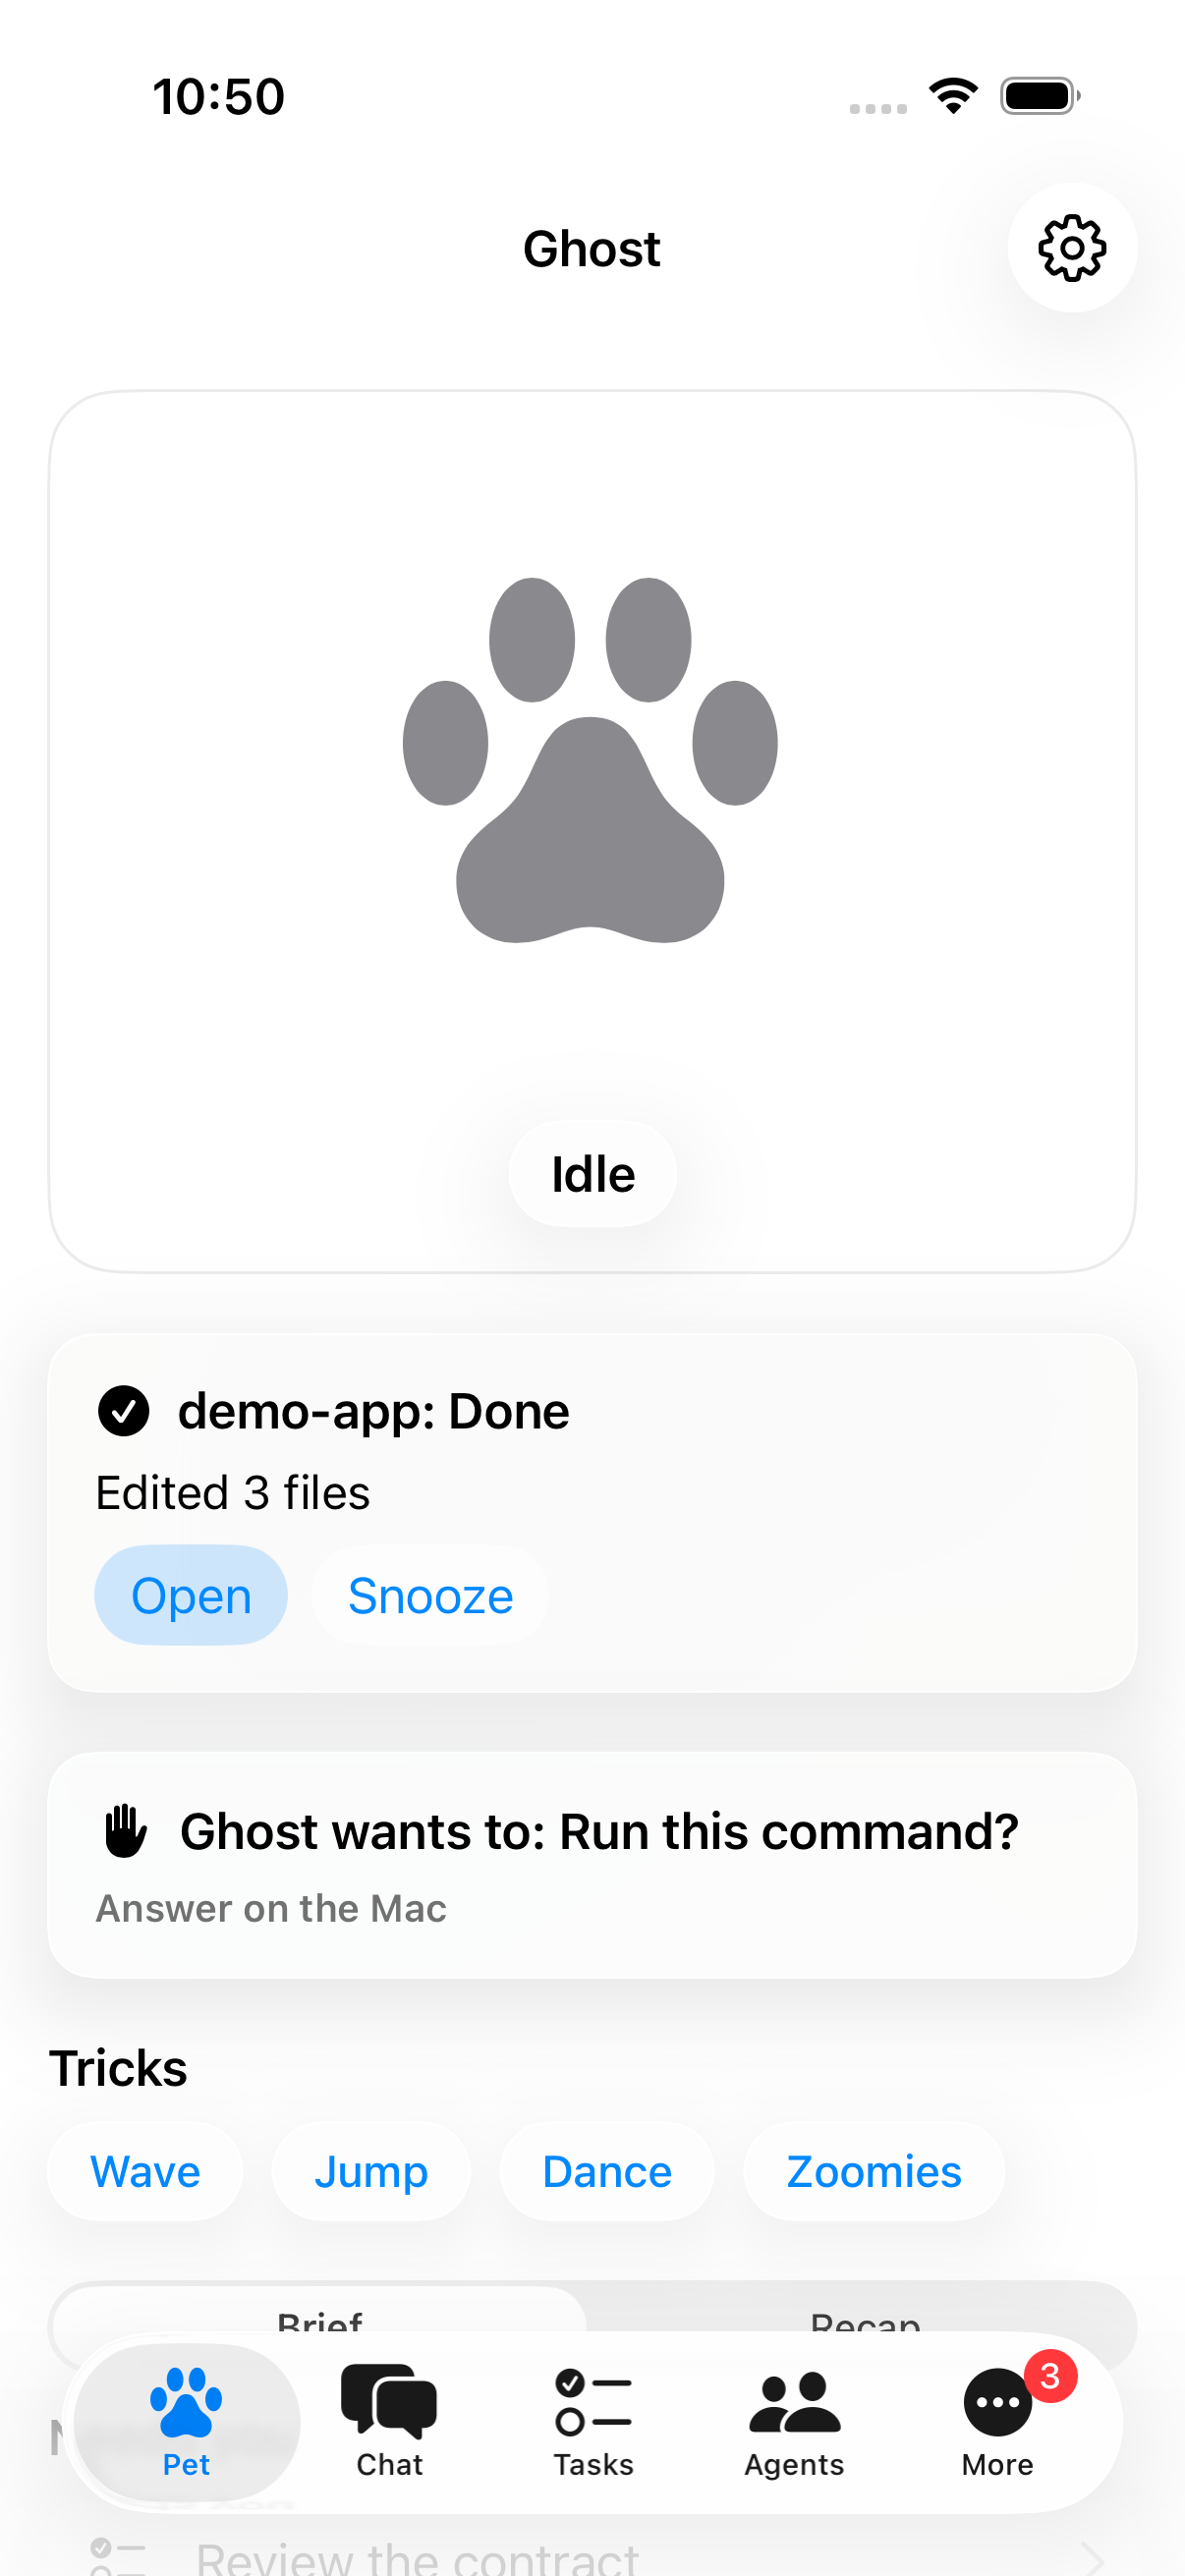 10:50
Ghost
Idle
demo-app: Done
Edited 3 files
Open Snooze
Ghost wants to: Run this command?
Answer on the Mac
Tricks
Wave Jump Dance Zoomies
Brief Recap
3
Pet Chat Tasks Agents More
Review the contract